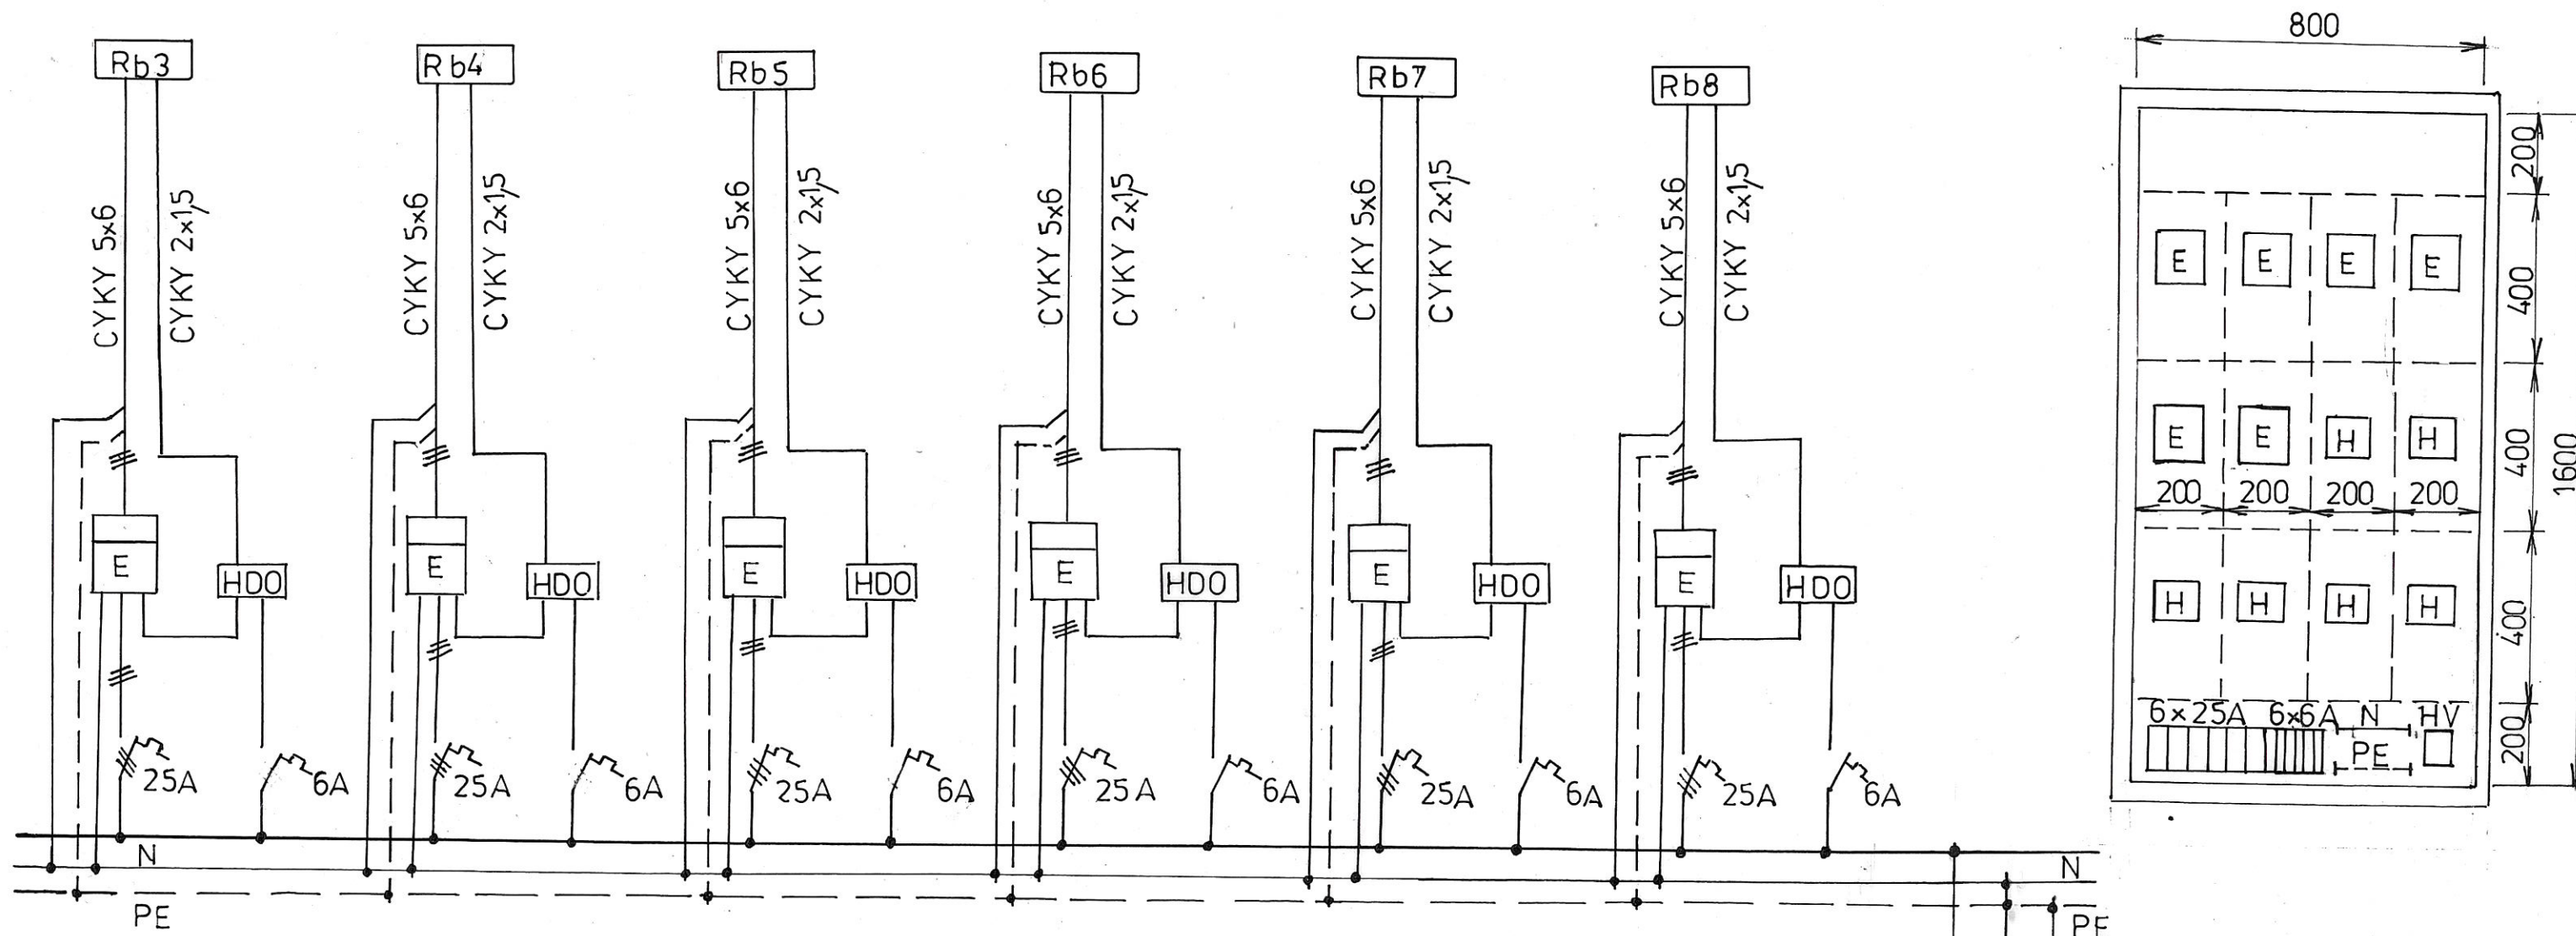 Rb3
Rb4
Rb5
Rb6
Rb7
Rb8
CYKY 5x6
CYKY 2x1,5
CYKY 5x6
CYKY 2x1,5
CYKY 5x6
CYKY 2x1,5
CYKY 5x6
CYKY 2x1,5
CYKY 5x6
CYKY 2x1,5
CYKY 5x6
CYKY 2x1,5
E
HDO
E
HDO
E
HDO
E
HDO
E
HDO
E
HDO
25A
6A
25A
6A
25A
6A
25A
6A
25A
6A
25A
6A
N
N
PE
PE
800
200
E E E E
400
E E H H
400
1600
200 200 200 200
H H H H
400
6x25A 6x6A N HV
PE
200